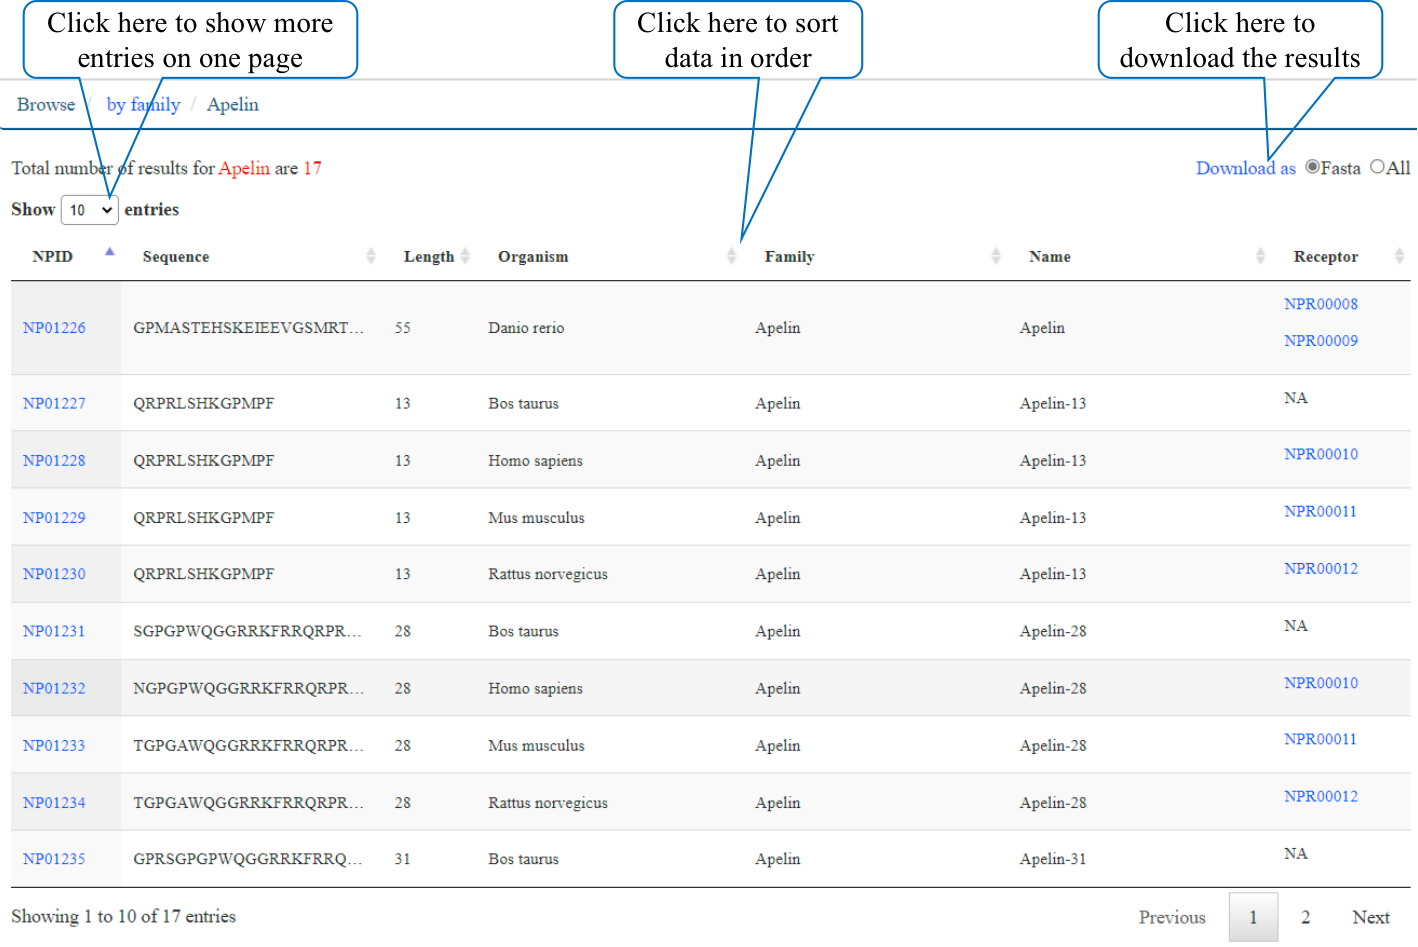 Click here to show more
entries on one page
Click here to sort
data in order
Click here to
download the results
Browse / by family / Apelin
Total number of results for Apelin are 17
Download as Fasta All
Show 10 entries
NPID Sequence Length Organism Family Name Receptor
NP01226 GPMASTEHSKEIEEVGSMRT... 55 Danio rerio Apelin Apelin NPR00008
NPR00009
NP01227 QRPRLSHKGPMPF 13 Bos taurus Apelin Apelin-13 NA
NP01228 QRPRLSHKGPMPF 13 Homo sapiens Apelin Apelin-13 NPR00010
NP01229 QRPRLSHKGPMPF 13 Mus musculus Apelin Apelin-13 NPR00011
NP01230 QRPRLSHKGPMPF 13 Rattus norvegicus Apelin Apelin-13 NPR00012
NP01231 SGPGPWQGGRRKFRRQRPR... 28 Bos taurus Apelin Apelin-28 NA
NP01232 NGPGPWQGGRRKFRRQRPR... 28 Homo sapiens Apelin Apelin-28 NPR00010
NP01233 TGPGAWQGGRRKFRRQRPR... 28 Mus musculus Apelin Apelin-28 NPR00011
NP01234 TGPGAWQGGRRKFRRQRPR... 28 Rattus norvegicus Apelin Apelin-28 NPR00012
NP01235 GPRSGPGPWQGGRRKFRRQ... 31 Bos taurus Apelin Apelin-31 NA
Showing 1 to 10 of 17 entries
Previous 1 2 Next